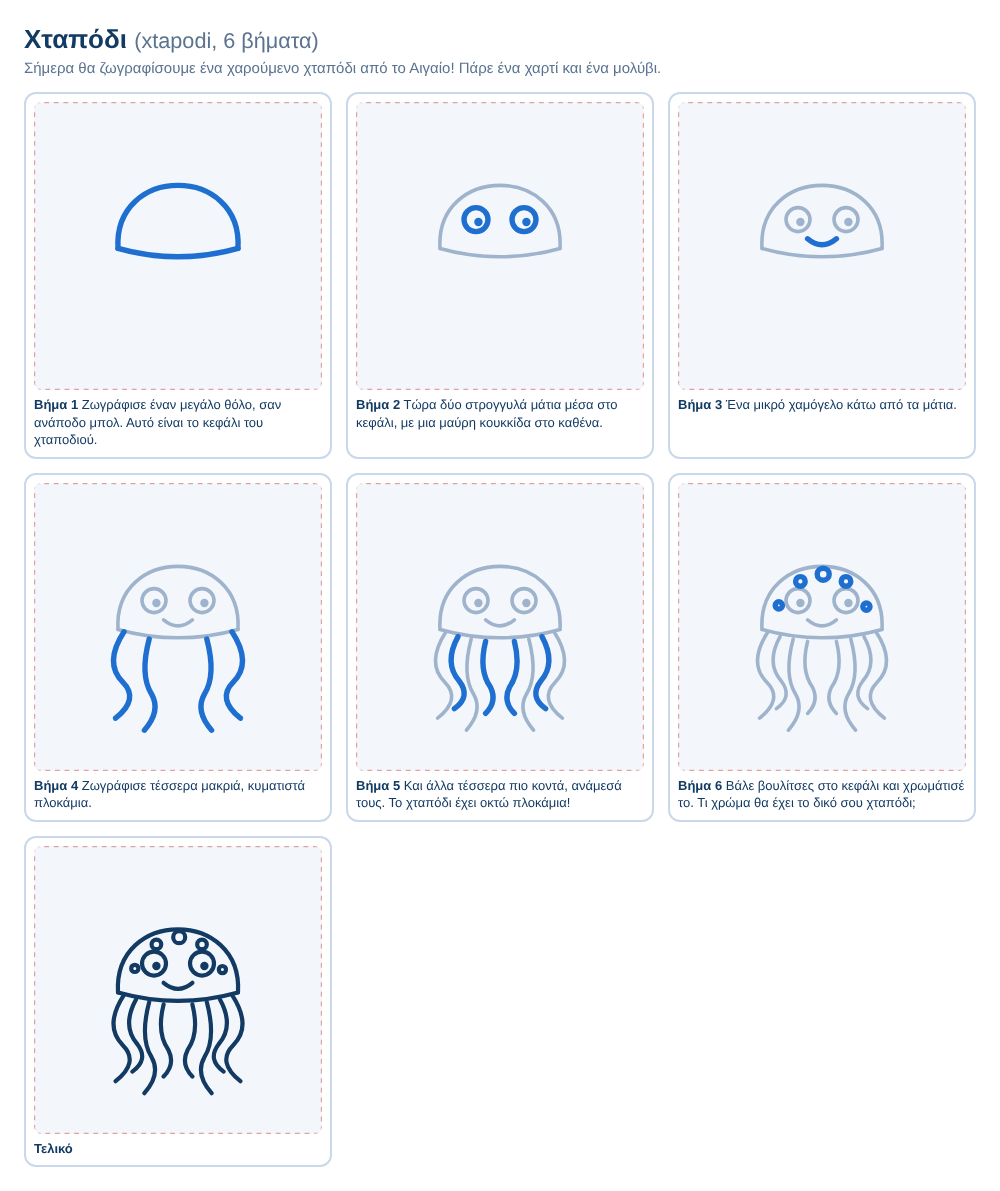 Χταπόδι (xtapodi, 6 βήματα)
Σήμερα θα ζωγραφίσουμε ένα χαρούμενο χταπόδι από το Αιγαίο! Πάρε ένα χαρτί και ένα μολύβι.
Βήμα 1 Ζωγράφισε έναν μεγάλο θόλο, σαν
ανάποδο μπολ. Αυτό είναι το κεφάλι του
χταποδιού.
Βήμα 2 Τώρα δύο στρογγυλά μάτια μέσα στο
κεφάλι, με μια μαύρη κουκκίδα στο καθένα.
Βήμα 3 Ένα μικρό χαμόγελο κάτω από τα μάτια.
Βήμα 4 Ζωγράφισε τέσσερα μακριά, κυματιστά
πλοκάμια.
Βήμα 5 Και άλλα τέσσερα πιο κοντά, ανάμεσά
τους. Το χταπόδι έχει οκτώ πλοκάμια!
Βήμα 6 Βάλε βουλίτσες στο κεφάλι και χρωμάτισέ
το. Τι χρώμα θα έχει το δικό σου χταπόδι;
Τελικό